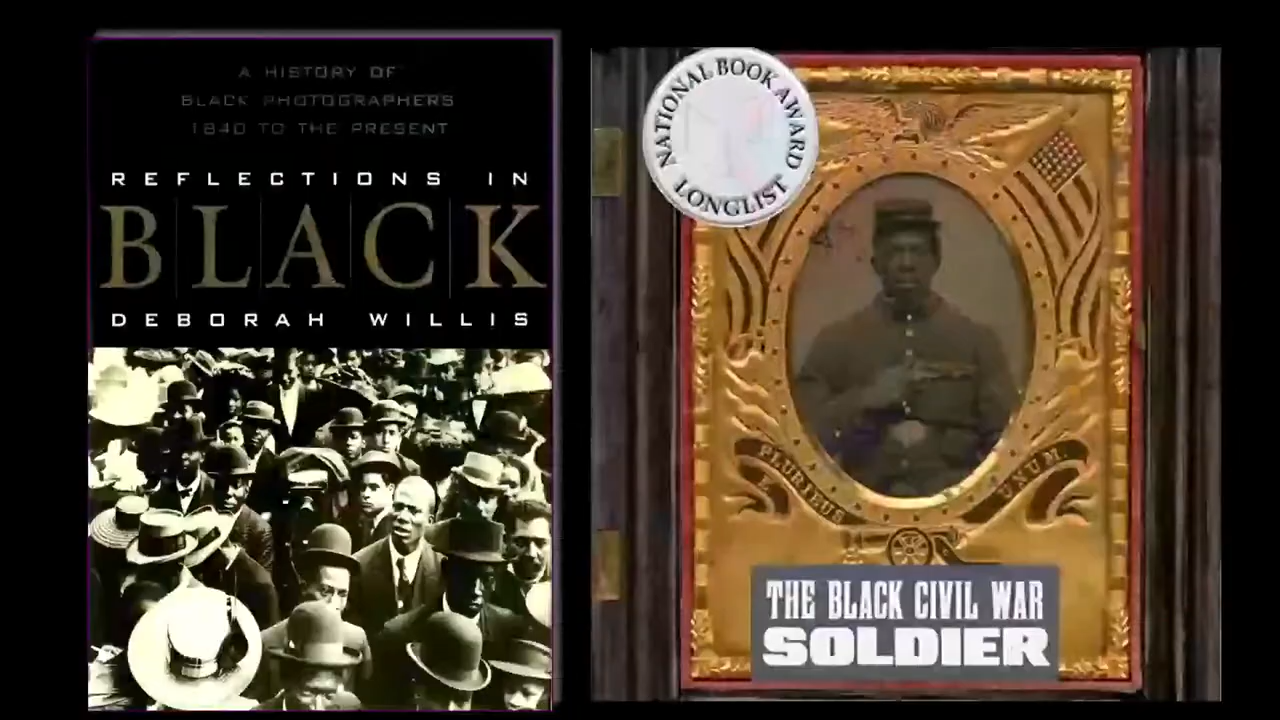 A HISTORY OF
BLACK PHOTOGRAPHERS
1840 TO THE PRESENT
REFLECTIONS IN
BLACK
DEBORAH WILLIS
NATIONAL BOOK AWARD
LONGLIST
E PLURIBUS UNUM.
THE BLACK CIVIL WAR
SOLDIER